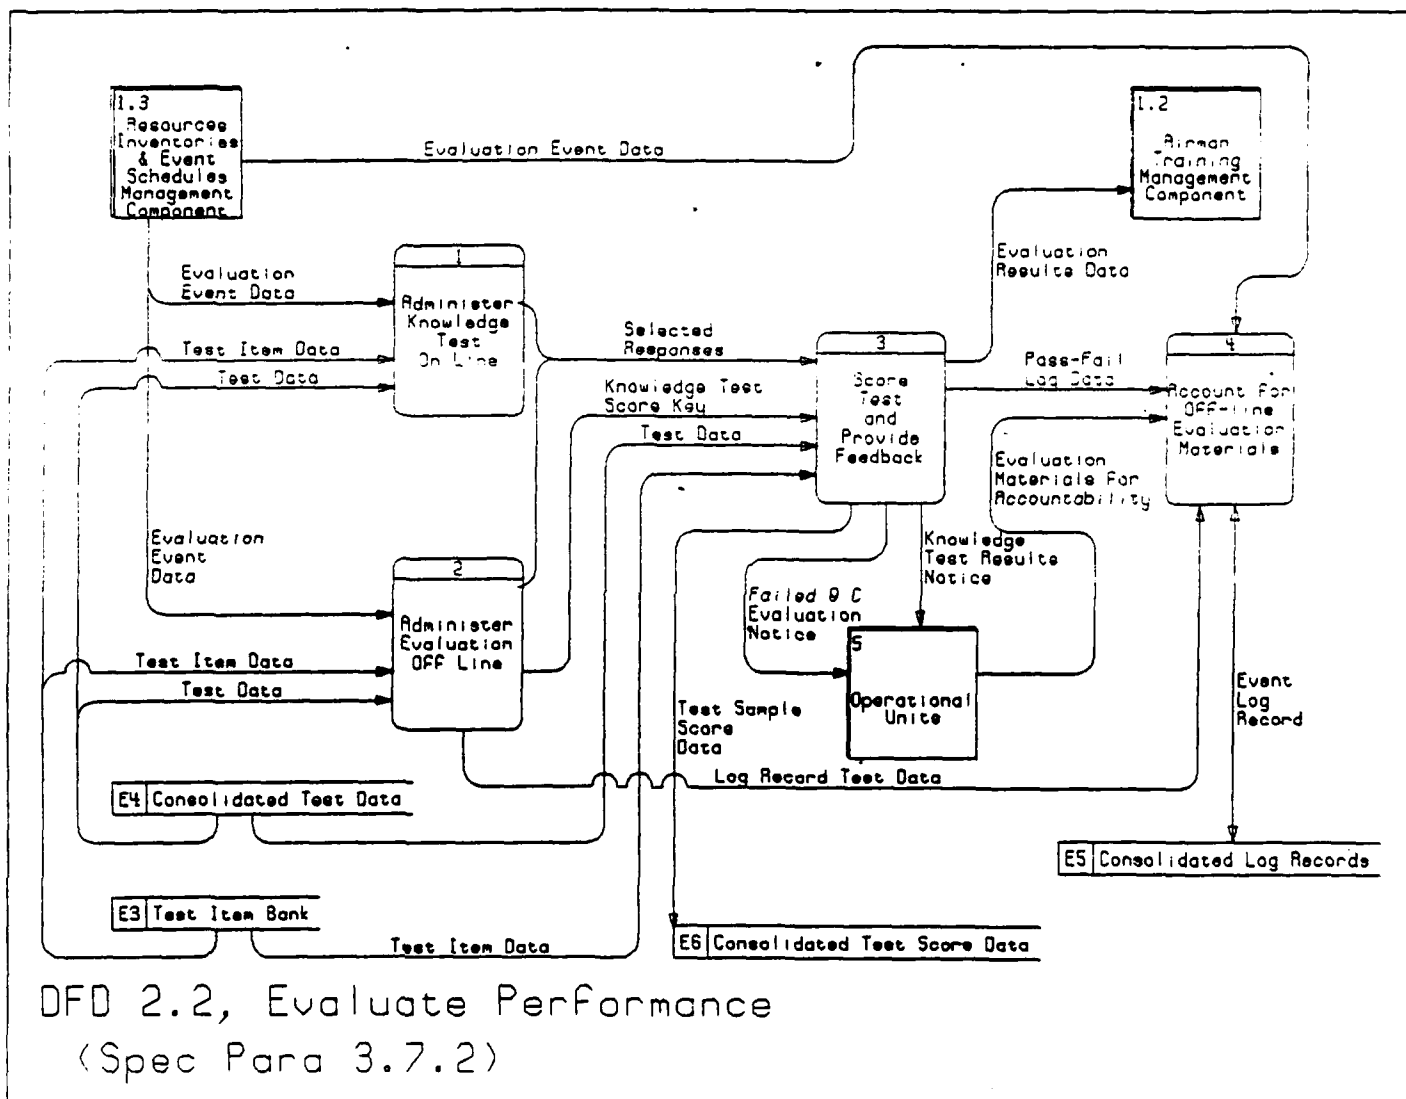 1.3
Resources
Inventories
& Event
Schedules
Management
Component
Evaluation Event Data
1.2
Airman
Training
Management
Component
Evaluation
Event Data
1
Administer
Knowledge
Test
On Line
Test Item Data
Test Data
Selected
Responses
Knowledge Test
Score Key
Test Data
3
Score
Test
and
Provide
Feedback
Evaluation
Results Data
Pass-Fail
Log Data
4
Account For
OFF-line
Evaluation
Materials
Evaluation
Materials For
Accountability
Evaluation
Event
Data
2
Administer
Evaluation
OFF Line
Test Item Data
Test Data
Knowledge
Test Results
Notice
Failed Q C
Evaluation
Notice
5
Operational
Units
Test Sample
Score
Data
Event
Log
Record
Log Record Test Data
E4 Consolidated Test Data
E5 Consolidated Log Records
E3 Test Item Bank
Test Item Data
E6 Consolidated Test Score Data
DFD 2.2, Evaluate Performance
(Spec Para 3.7.2)